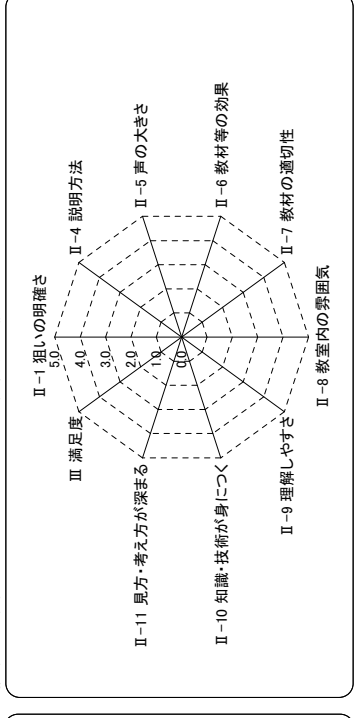 Ⅱ-1 狙いの明確さ
Ⅱ-4 説明方法
Ⅱ-5 声の大きさ
Ⅱ-6 教材等の効果
Ⅱ-7 教材の適切性
Ⅱ-8 教室内の雰囲気
Ⅱ-9 理解しやすさ
Ⅱ-10 知識・技術が身につく
Ⅱ-11 見方・考え方が深まる
Ⅲ 満足度
5.0
4.0
3.0
2.0
1.0
0.0